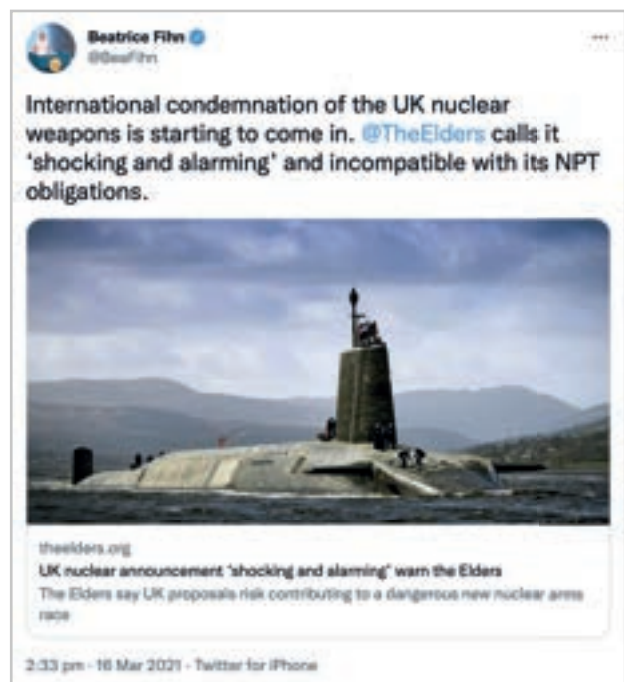 Beatrice Fihn
@BeaFihn
International condemnation of the UK nuclear
weapons is starting to come in. @TheElders calls it
‘shocking and alarming’ and incompatible with its NPT
obligations.
theelders.org
UK nuclear announcement ‘shocking and alarming’ warn the Elders
The Elders say UK proposals risk contributing to a dangerous new nuclear arms
race
2:33 pm · 16 Mar 2021 · Twitter for iPhone